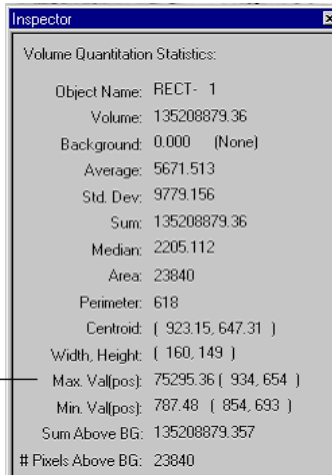 Inspector
Volume Quantitation Statistics:
Object Name: RECT- 1
Volume: 135208879.36
Background: 0.000 (None)
Average: 5671.513
Std. Dev: 9779.156
Sum: 135208879.36
Median: 2205.112
Area: 23840
Perimeter: 618
Centroid: ( 923.15, 647.31 )
Width, Height: ( 160, 149 )
Max. Val(pos): 75295.36 ( 934, 654 )
Min. Val(pos): 787.48 ( 854, 693 )
Sum Above BG: 135208879.357
# Pixels Above BG: 23840